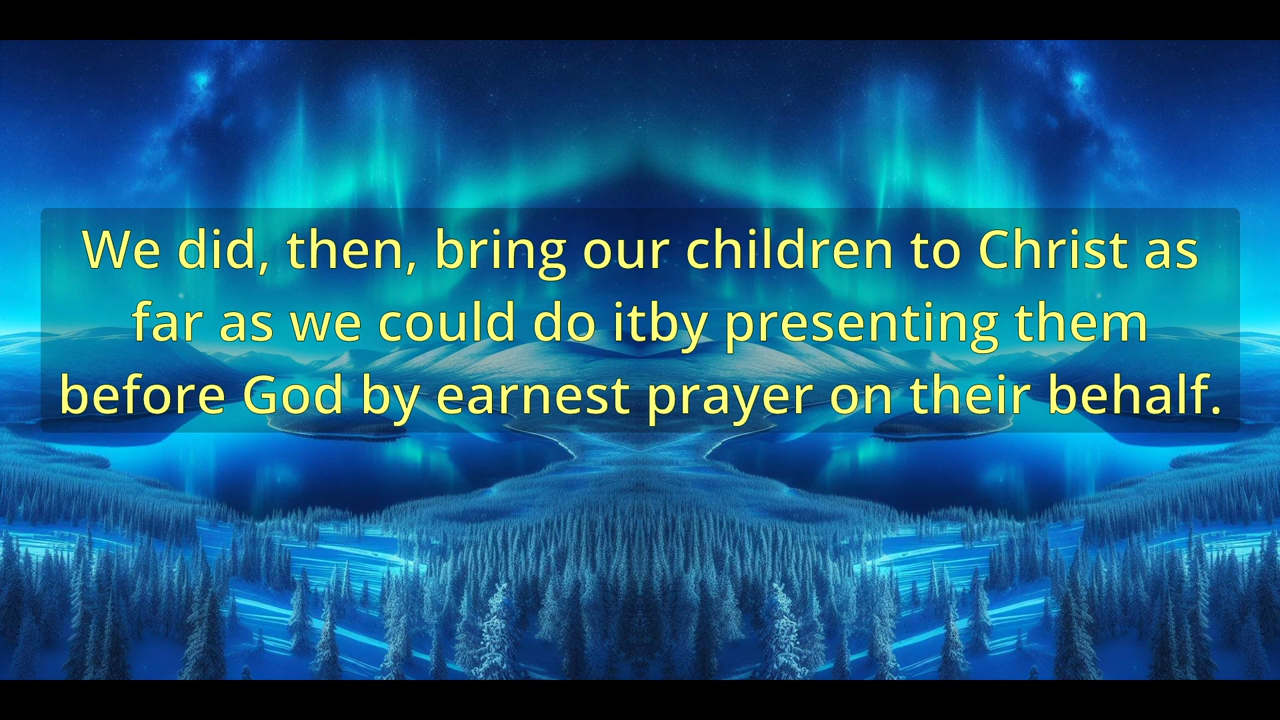 We did, then, bring our children to Christ as
far as we could do itby presenting them
before God by earnest prayer on their behalf.